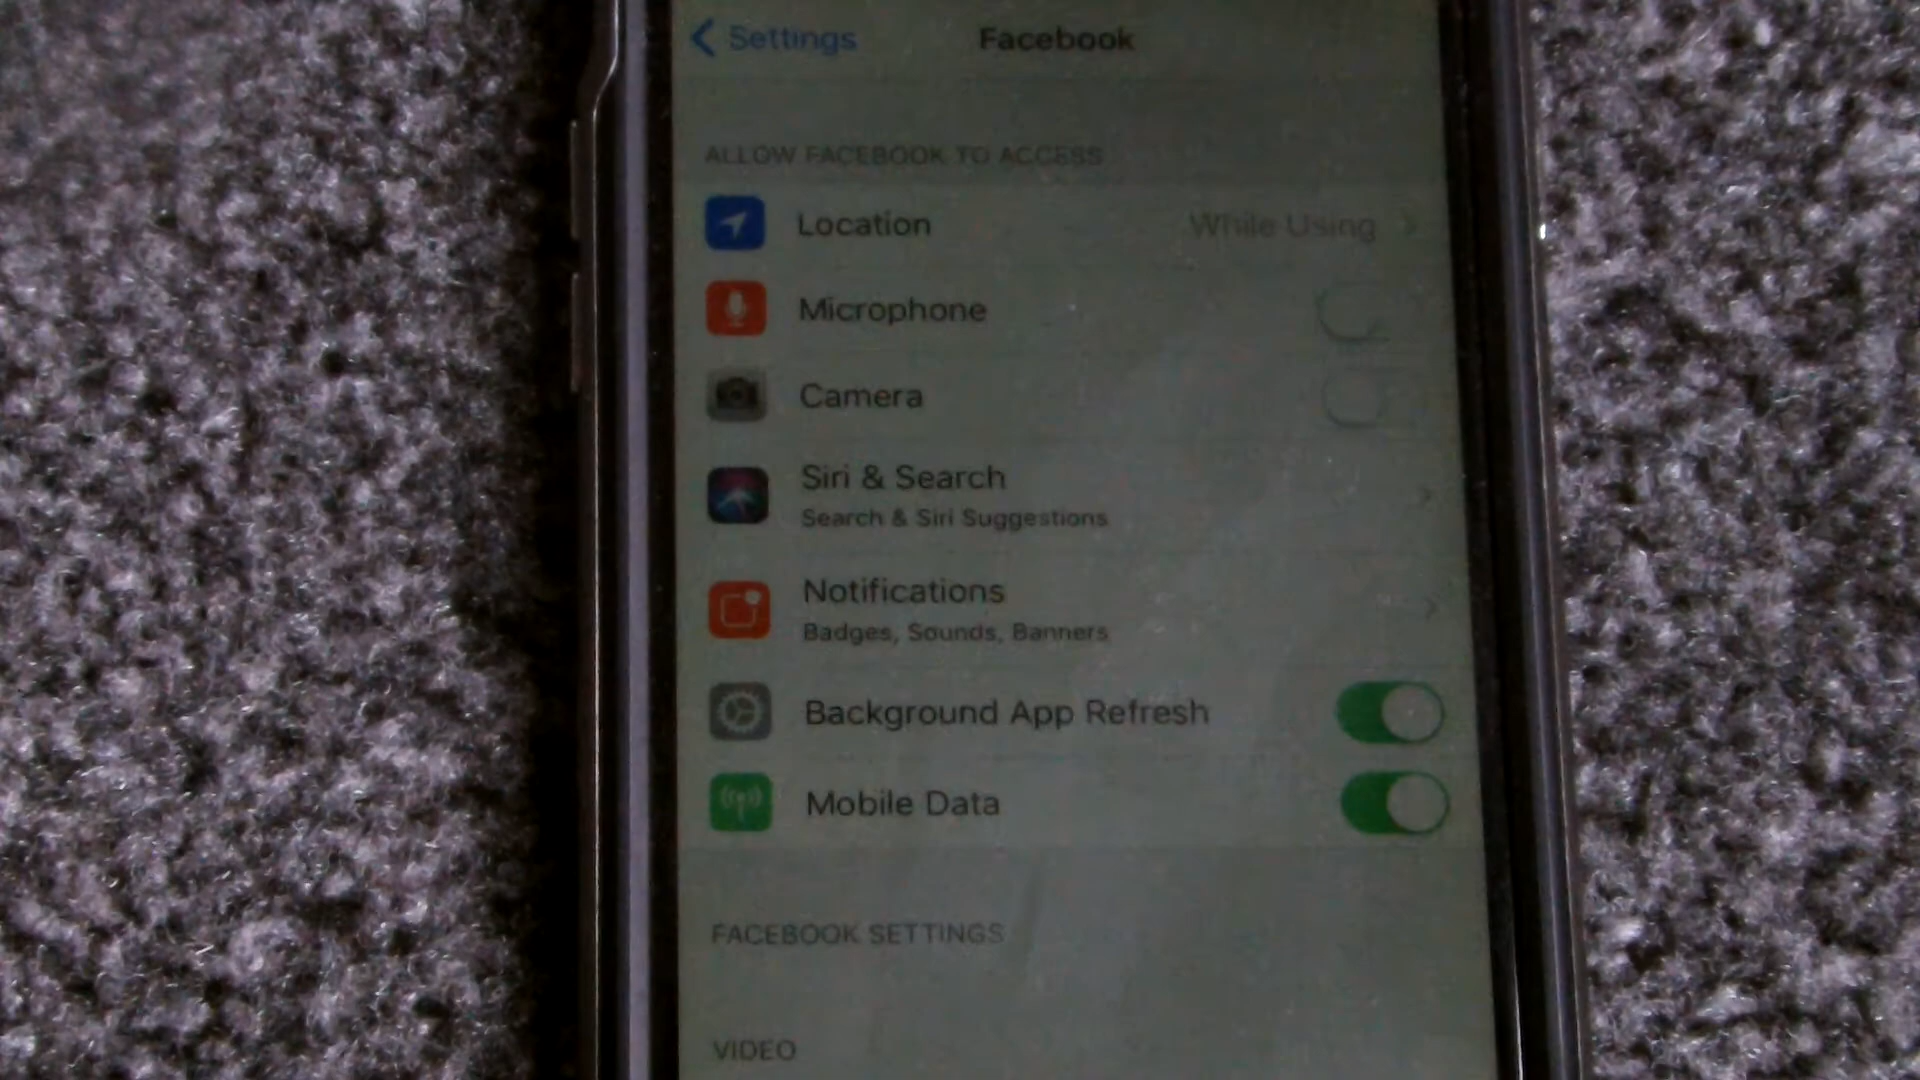 Settings Facebook
ALLOW FACEBOOK TO ACCESS
Location While Using
Microphone
Camera
Siri & Search
Search & Siri Suggestions
Notifications
Badges, Sounds, Banners
Background App Refresh
Mobile Data
FACEBOOK SETTINGS
VIDEO